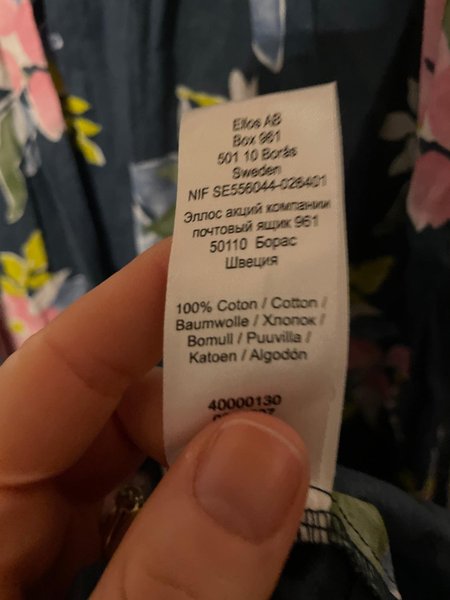 Ellos AB
Box 961
501 10 Borås
Sweden
NIF SE556044-026401
Эллос акций компании
почтовый ящик 961
50110 Борас
Швеция
100% Coton / Cotton /
Baumwolle / Хлопок /
Bomull / Puuvilla /
Katoen / Algodón
40000130